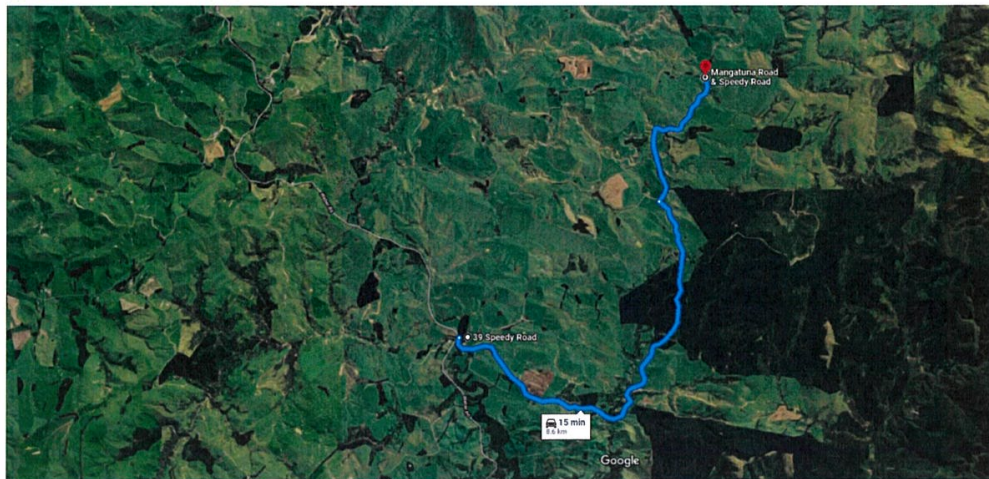 Mangatuna Road
& Speedy Road
39 Speedy Road
15 min
8.6 km
Google